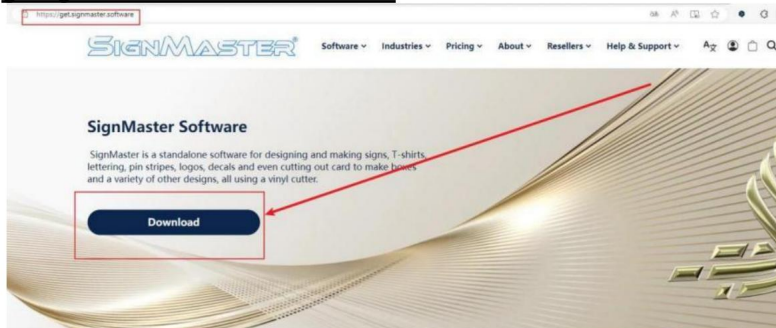 https://get.signmaster.software
SIGNMASTER®
Software Industries Pricing About Resellers Help & Support
SignMaster Software
SignMaster is a standalone software for designing and making signs, T-shirts,
lettering, pin stripes, logos, decals and even cutting out card to make boxes
and a variety of other designs, all using a vinyl cutter.
Download